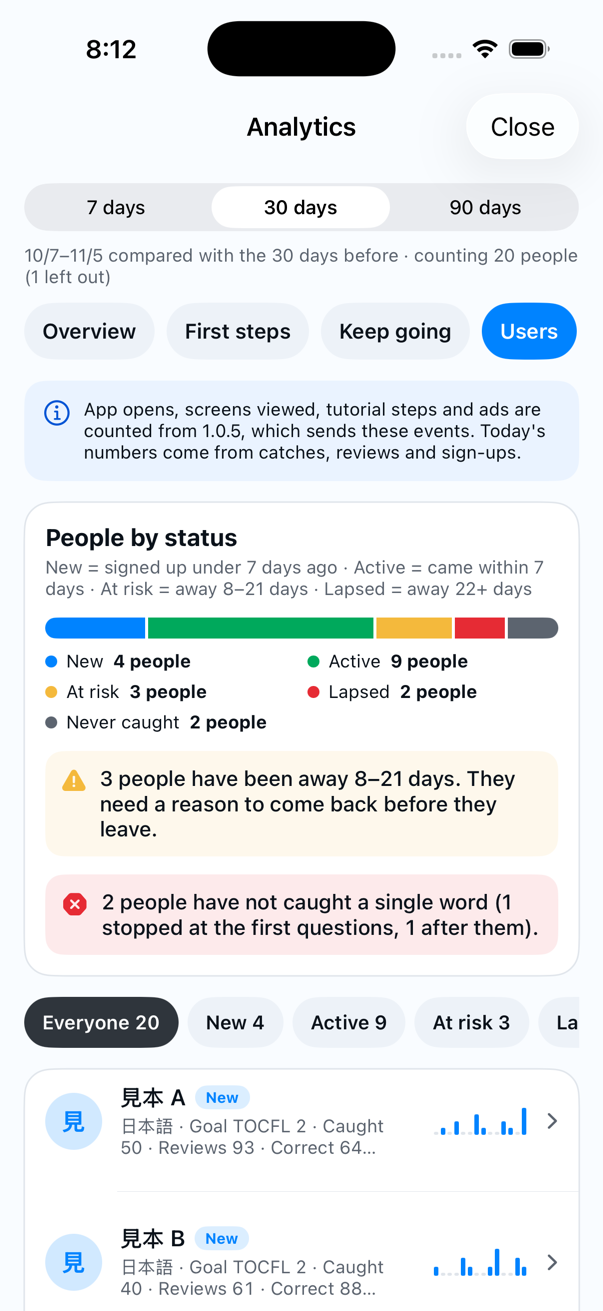 8:12
Analytics
Close
7 days
30 days
90 days
10/7–11/5 compared with the 30 days before · counting 20 people
(1 left out)
Overview
First steps
Keep going
Users
App opens, screens viewed, tutorial steps and ads are
counted from 1.0.5, which sends these events. Today's
numbers come from catches, reviews and sign-ups.
People by status
New = signed up under 7 days ago · Active = came within 7
days · At risk = away 8–21 days · Lapsed = away 22+ days
New 4 people
Active 9 people
At risk 3 people
Lapsed 2 people
Never caught 2 people
3 people have been away 8–21 days. They
need a reason to come back before they
leave.
2 people have not caught a single word (1
stopped at the first questions, 1 after them).
Everyone 20
New 4
Active 9
At risk 3
La
見
見本 A New
日本語 · Goal TOCFL 2 · Caught
50 · Reviews 93 · Correct 64...
見
見本 B New
日本語 · Goal TOCFL 2 · Caught
40 · Reviews 61 · Correct 88...